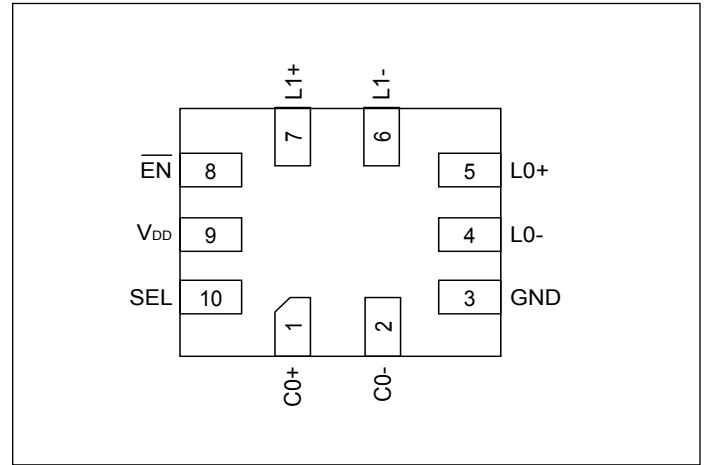 L1+ L1-
7 6
E̅N̅ 8 5 L0+
VDD 9 4 L0-
SEL 10 3 GND
1 2
C0+ C0-